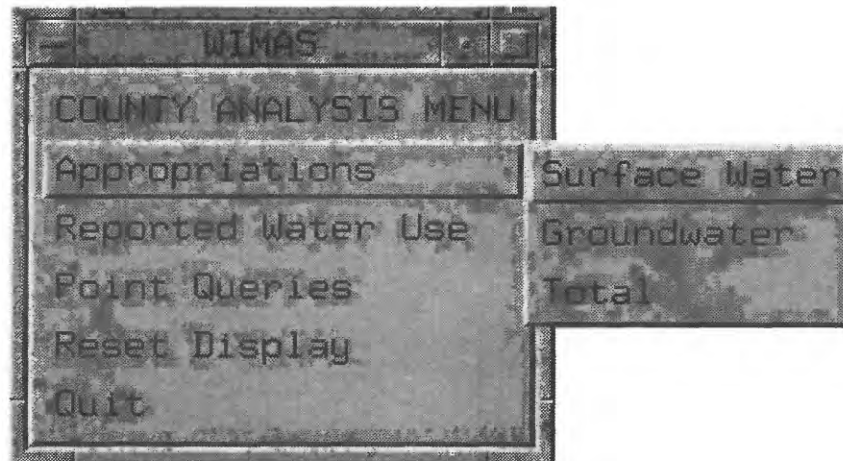 WIMAS
COUNTY ANALYSIS MENU
Appropriations
Reported Water Use
Point Queries
Reset Display
Quit
Surface Water
Groundwater
Total